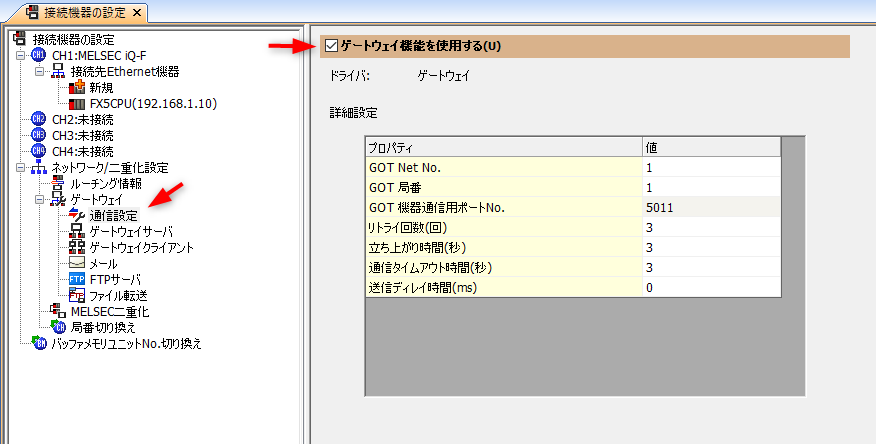 接続機器の設定
接続機器の設定
CH1:MELSEC iQ-F
接続先Ethernet機器
新規
FX5CPU(192.168.1.10)
CH2:未接続
CH3:未接続
CH4:未接続
ネットワーク/二重化設定
ルーチング情報
ゲートウェイ
通信設定
ゲートウェイサーバ
ゲートウェイクライアント
メール
FTPサーバ
ファイル転送
MELSEC二重化
局番切り換え
バッファメモリユニットNo.切り換え
ゲートウェイ機能を使用する(U)
ドライバ: ゲートウェイ
詳細設定
プロパティ 値
GOT Net No. 1
GOT 局番 1
GOT 機器通信用ポートNo. 5011
リトライ回数(回) 3
立ち上がり時間(秒) 3
通信タイムアウト時間(秒) 3
送信ディレイ時間(ms) 0